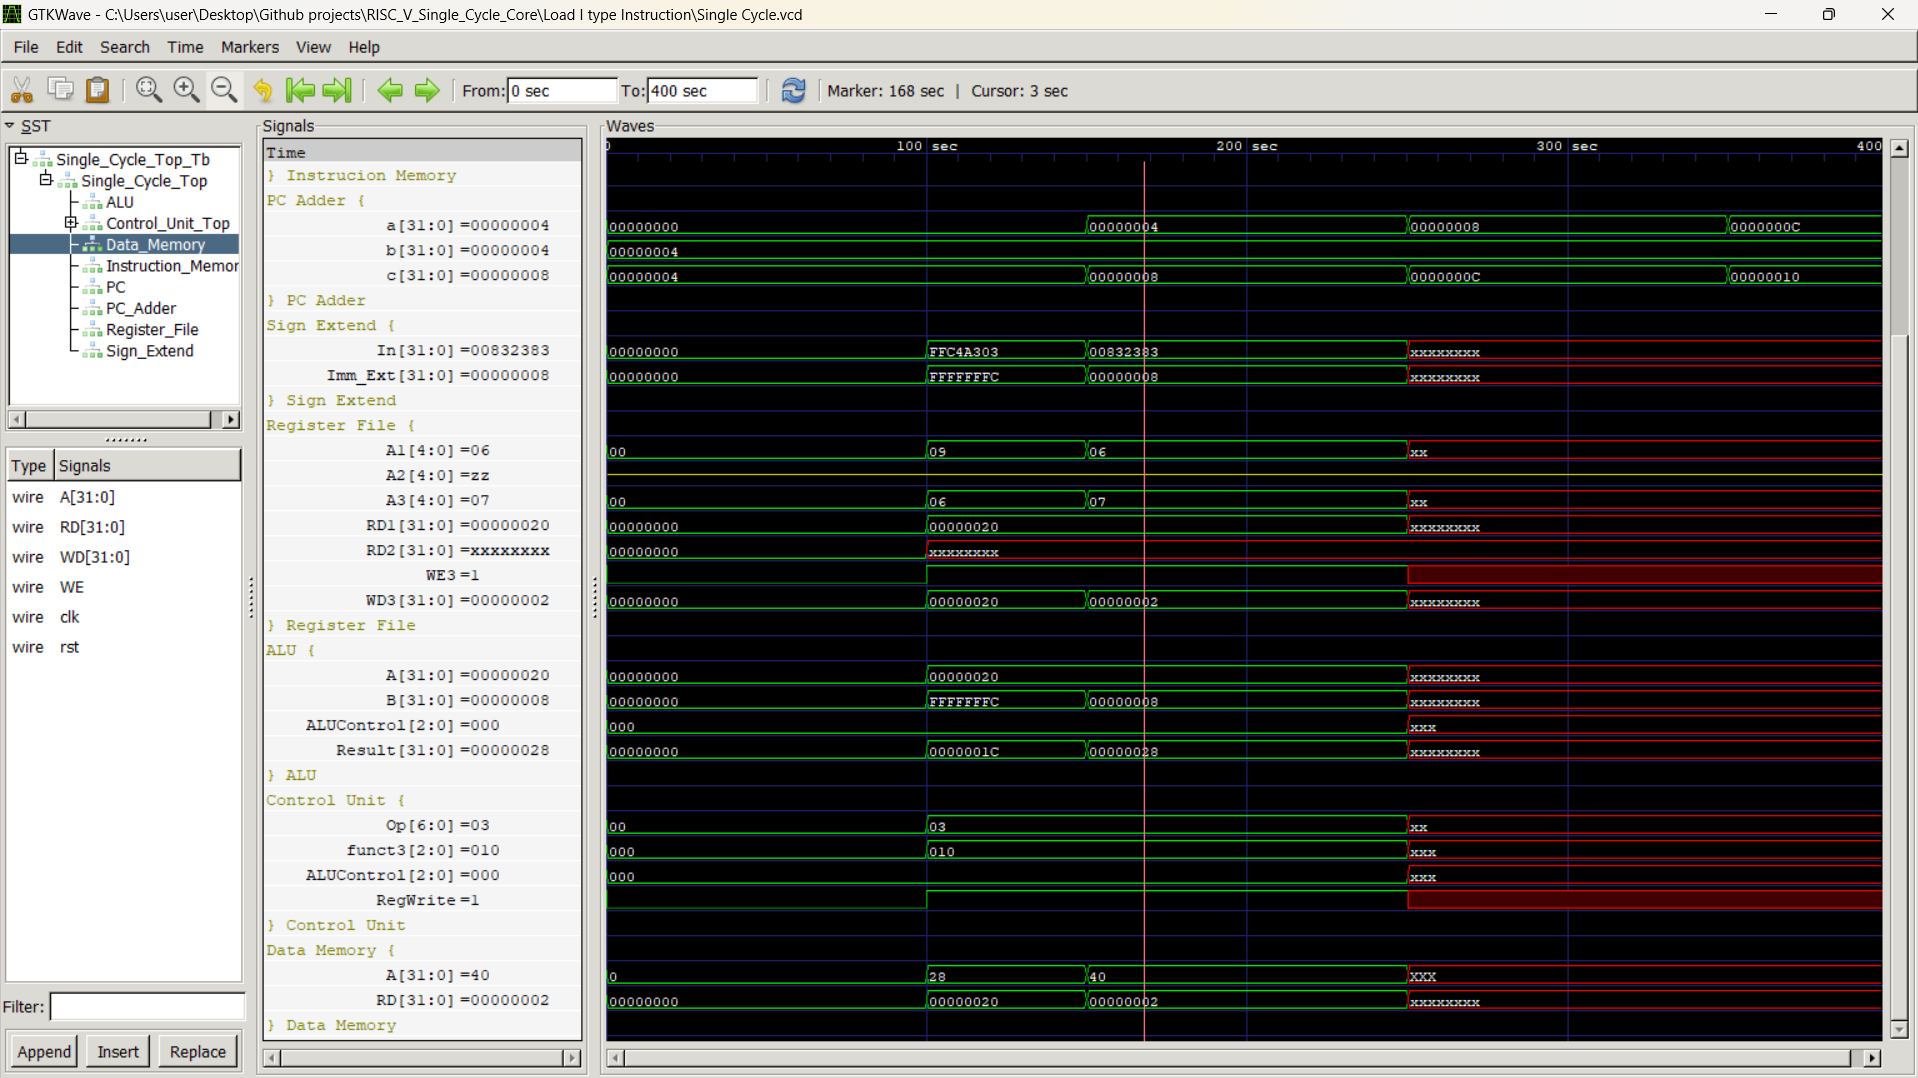 GTKWave - C:\Users\user\Desktop\Github projects\RISC_V_Single_Cycle_Core\Load I type Instruction\Single Cycle.vcd
File Edit Search Time Markers View Help
From: 0 sec To: 400 sec Marker: 168 sec | Cursor: 3 sec
SST
Single_Cycle_Top_Tb
Single_Cycle_Top
ALU
Control_Unit_Top
Data_Memory
Instruction_Memor
PC
PC_Adder
Register_File
Sign_Extend
Type Signals
wire A[31:0]
wire RD[31:0]
wire WD[31:0]
wire WE
wire clk
wire rst
Filter:
Append Insert Replace
Signals
Time
} Instrucion Memory
PC Adder {
a[31:0] =00000004
b[31:0] =00000004
c[31:0] =00000008
} PC Adder
Sign Extend {
In[31:0] =00832383
Imm_Ext[31:0] =00000008
} Sign Extend
Register File {
A1[4:0] =06
A2[4:0] =zz
A3[4:0] =07
RD1[31:0] =00000020
RD2[31:0] =xxxxxxxx
WE3 =1
WD3[31:0] =00000002
} Register File
ALU {
A[31:0] =00000020
B[31:0] =00000008
ALUControl[2:0] =000
Result[31:0] =00000028
} ALU
Control Unit {
Op[6:0] =03
funct3[2:0] =010
ALUControl[2:0] =000
RegWrite =1
} Control Unit
Data Memory {
A[31:0] =40
RD[31:0] =00000002
} Data Memory
Waves
0 100 sec 200 sec 300 sec 400
00000000 00000004 00000008 0000000C
00000004
00000004 00000008 0000000C 00000010
00000000 FFC4A303 00832383 xxxxxxxx
00000000 FFFFFFFC 00000008 xxxxxxxx
00 09 06 xx
00 06 07 xx
00000000 00000020 xxxxxxxx
00000000 xxxxxxxx
00000000 00000020 00000002 xxxxxxxx
00000000 00000020 xxxxxxxx
00000000 FFFFFFFC 00000008 xxxxxxxx
000 xxx
00000000 0000001C 00000028 xxxxxxxx
00 03 xx
000 010 xxx
000 xxx
0 28 40 XXX
00000000 00000020 00000002 xxxxxxxx